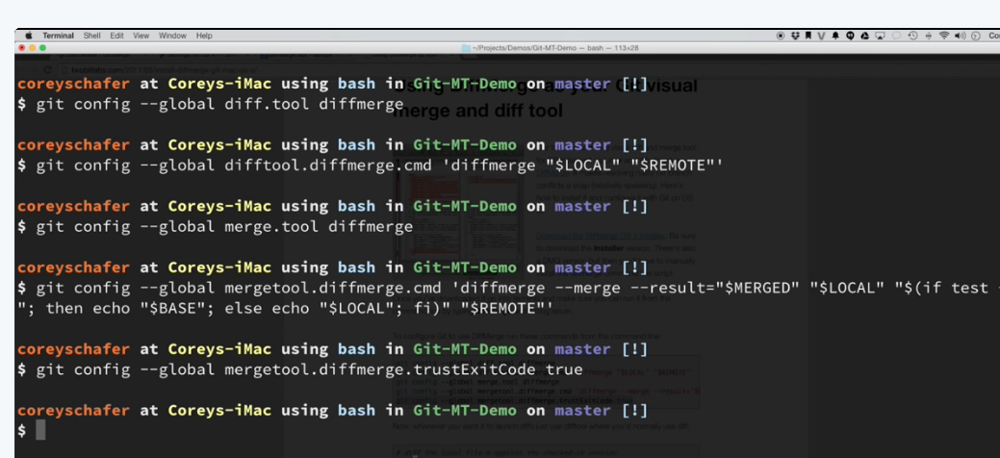 Terminal Shell Edit View Window Help
~/Projects/Demos/Git-MT-Demo — bash — 113×28
coreyschafer at Coreys-iMac using bash in Git-MT-Demo on master [!]
$ git config --global diff.tool diffmerge
visual
merge and diff tool
coreyschafer at Coreys-iMac using bash in Git-MT-Demo on master [!]
$ git config --global difftool.diffmerge.cmd 'diffmerge "$LOCAL" "$REMOTE"'
coreyschafer at Coreys-iMac using bash in Git-MT-Demo on master [!]
$ git config --global merge.tool diffmerge
coreyschafer at Coreys-iMac using bash in Git-MT-Demo on master [!]
$ git config --global mergetool.diffmerge.cmd 'diffmerge --merge --result="$MERGED" "$LOCAL" "$(if test
"; then echo "$BASE"; else echo "$LOCAL"; fi)" "$REMOTE"'
coreyschafer at Coreys-iMac using bash in Git-MT-Demo on master [!]
$ git config --global mergetool.diffmerge.trustExitCode true
coreyschafer at Coreys-iMac using bash in Git-MT-Demo on master [!]
$